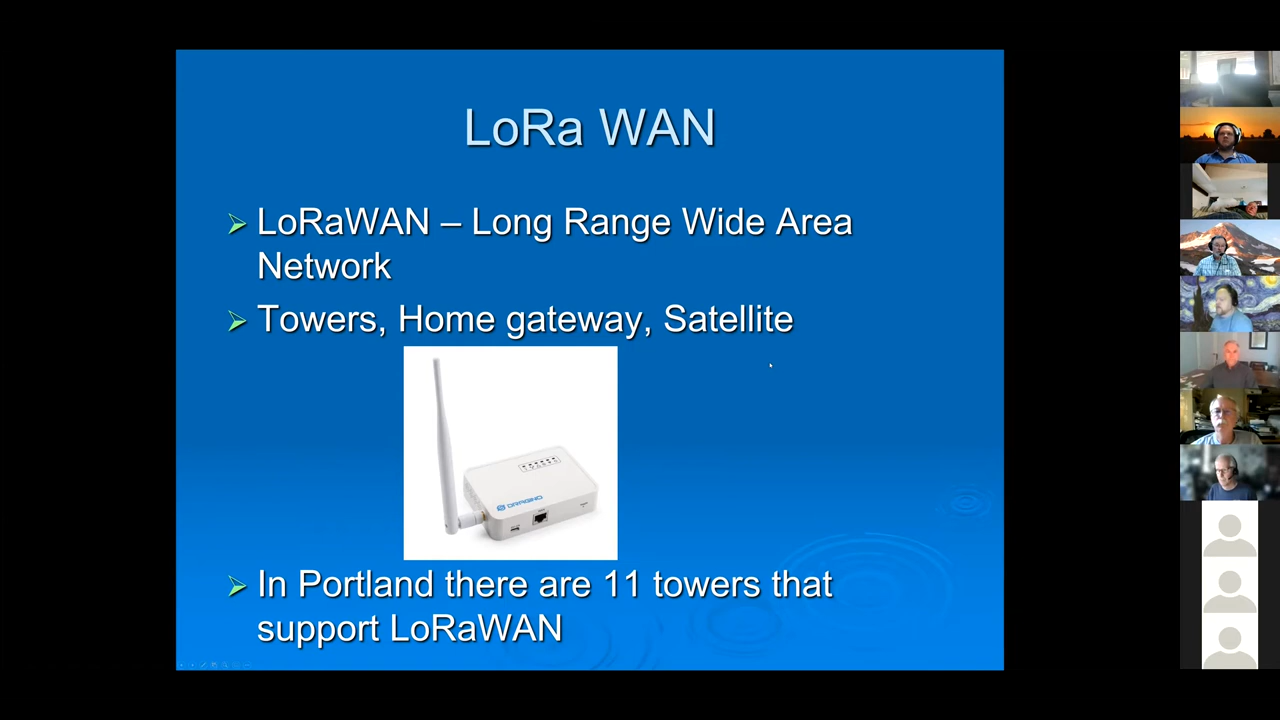 LoRa WAN
LoRaWAN – Long Range Wide Area
Network
Towers, Home gateway, Satellite
DRAGINO
In Portland there are 11 towers that
support LoRaWAN